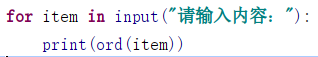 for item in input("请输入内容："):
    print(ord(item))